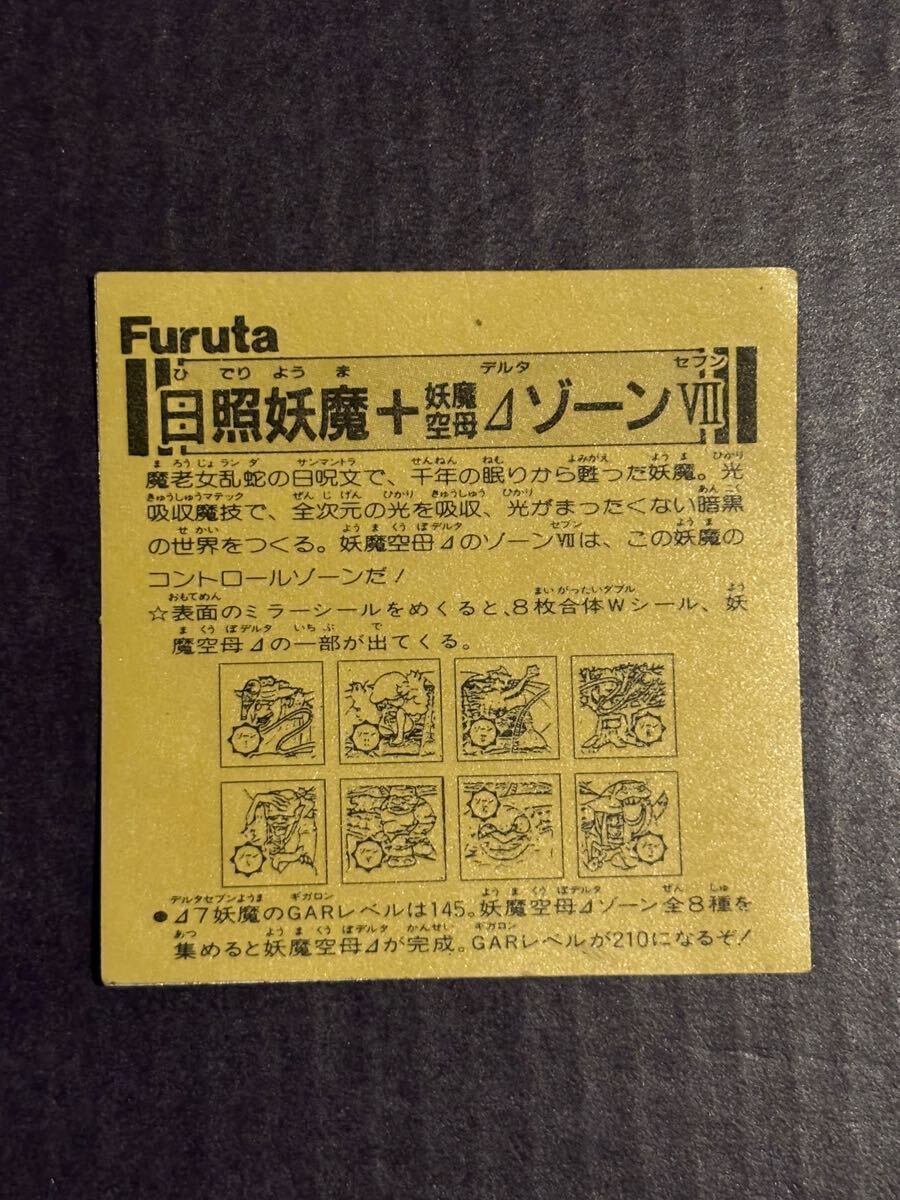 Furuta
デルタ セブン
ひ でり よう ま
日照妖魔+妖魔空母⊿ゾーンⅦ
ま ろうじょ ラン ダ サンマントラ せんねん ねむ よみがえ よう ま ひかり
魔老女乱蛇の日呪文で、千年の眠りから甦った妖魔。光
きゅうしゅうマテック ぜん じ げん ひかり きゅうしゅう ひかり あん こく
吸収魔技で、全次元の光を吸収、光がまったくない暗黒
せ かい よう ま くう ぼ デルタ セブン よう ま
の世界をつくる。妖魔空母⊿のゾーンⅦは、この妖魔の
コントロールゾーンだ!
おもてめん まいがったいダブル よう
☆表面のミラーシールをめくると、8枚合体Wシール、妖
ま くう ぼ デルタ いち ぶ で
魔空母⊿の一部が出てくる。
デルタセブンようま ギガロン よう ま くう ぼ デルタ ぜん しゅ
●⊿7妖魔のGARレベルは145。妖魔空母⊿ゾーン全8種を
あつ よう ま くう ぼ デルタ かんせい ギガロン
集めると妖魔空母⊿が完成。GARレベルが210になるぞ!